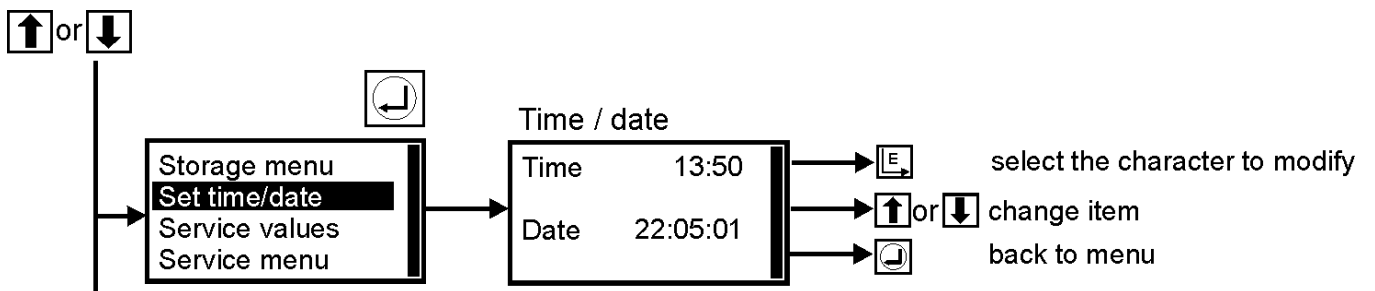 or
Time / date
Storage menu
Set time/date
Service values
Service menu
Time 13:50
Date 22:05:01
E select the character to modify
or change item
back to menu